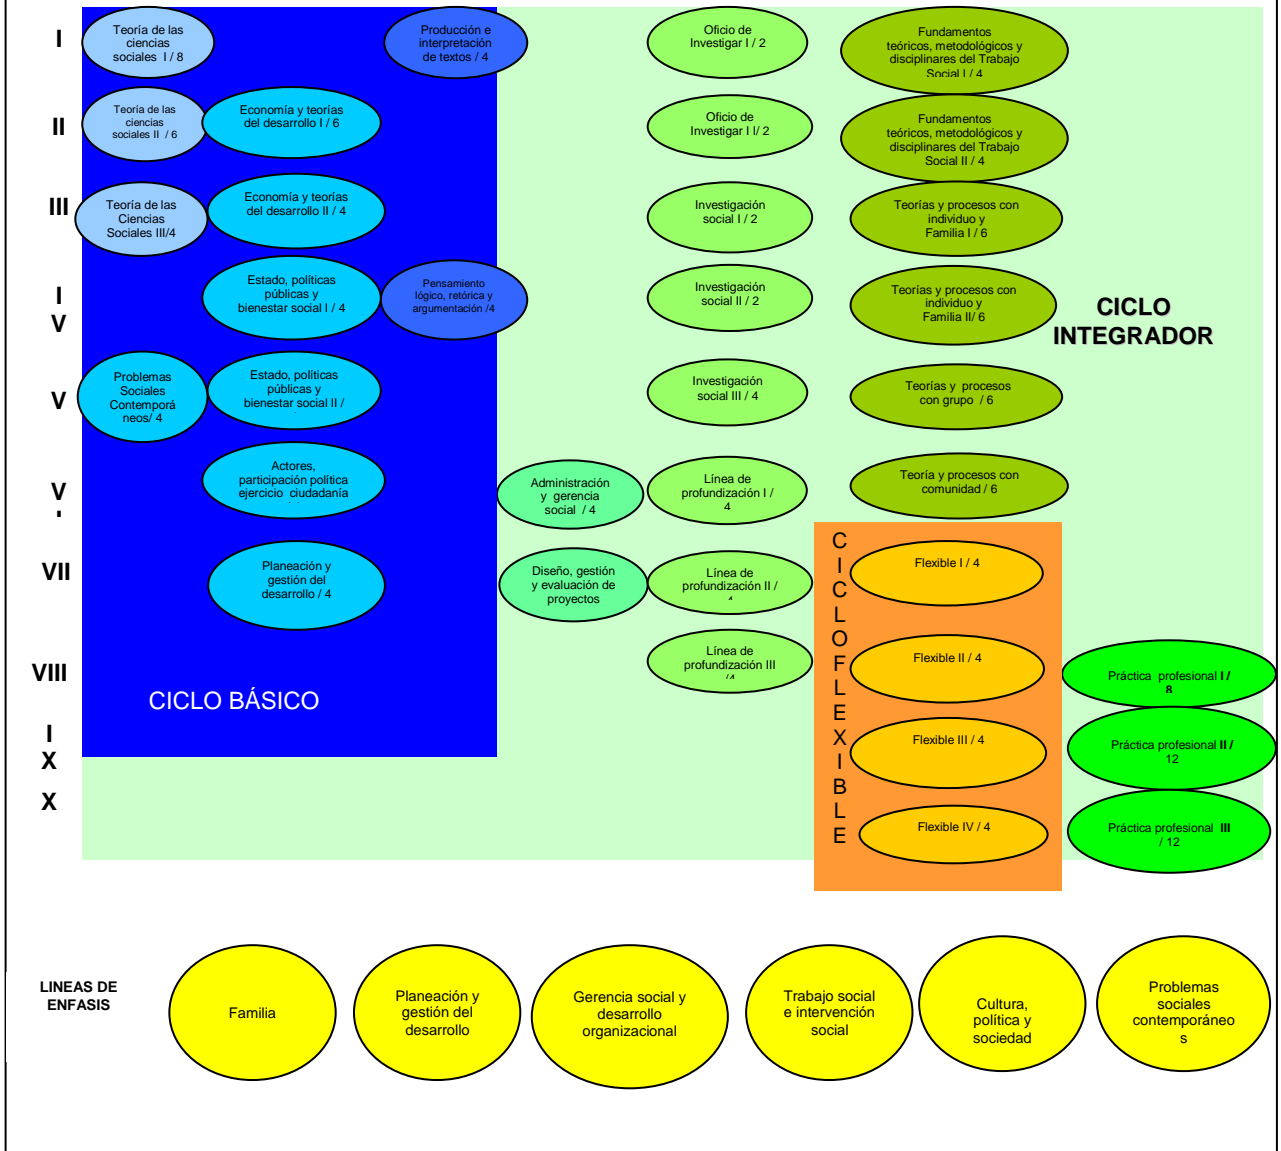 I
Teoría de las
ciencias
sociales I / 8
Producción e
interpretación
de textos / 4
Oficio de
Investigar I / 2
Fundamentos
teóricos, metodológicos y
disciplinares del Trabajo
Social I / 4
II
Teoría de las
ciencias
sociales II / 6
Economía y teorías
del desarrollo I / 6
Oficio de
Investigar I I/ 2
Fundamentos
teóricos, metodológicos y
disciplinares del Trabajo
Social II / 4
III
Teoría de las
Ciencias
Sociales III/4
Economía y teorías
del desarrollo II / 4
Investigación
social I / 2
Teorías y procesos con
individuo y
Familia I / 6
I
V
Estado, políticas
públicas y
bienestar social I / 4
Pensamiento
lógico, retórica y
argumentación /4
Investigación
social II / 2
Teorías y procesos con
individuo y
Familia II/ 6
CICLO
INTEGRADOR
V
Problemas
Sociales
Contemporá
neos/ 4
Estado, políticas
públicas y
bienestar social II /
Investigación
social III / 4
Teorías y procesos
con grupo / 6
V
Actores,
participación política
ejercicio ciudadanía
Administración
y gerencia
social / 4
Línea de
profundización I /
4
Teoría y procesos con
comunidad / 6
VII
Planeación y
gestión del
desarrollo / 4
Diseño, gestión
y evaluación de
proyectos
Línea de
profundización II /
4
C
I
C
L
O
F
L
E
X
I
B
L
E
Flexible I / 4
VIII
Línea de
profundización III
/4
Flexible II / 4
Práctica profesional I /
8
CICLO BÁSICO
I
X
Flexible III / 4
Práctica profesional II /
12
X
Flexible IV / 4
Práctica profesional III
/ 12
LINEAS DE
ENFASIS
Familia
Planeación y
gestión del
desarrollo
Gerencia social y
desarrollo
organizacional
Trabajo social
e intervención
social
Cultura,
política y
sociedad
Problemas
sociales
contemporáneo
s